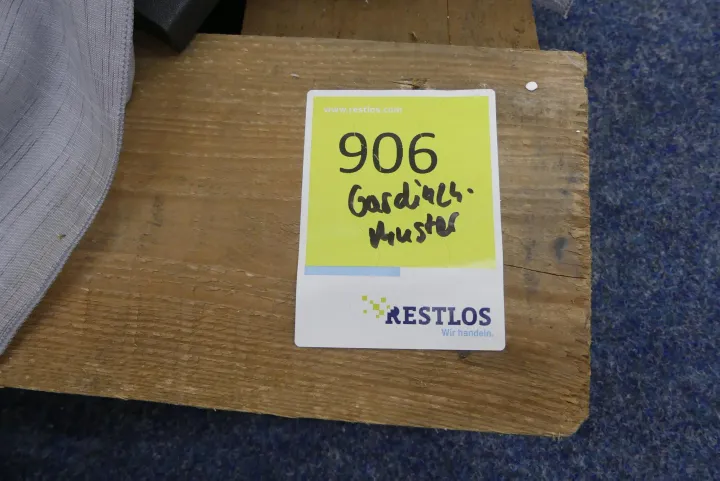 www.restlos.com
906
Gardinen-
Muster
RESTLOS
Wir handeln.